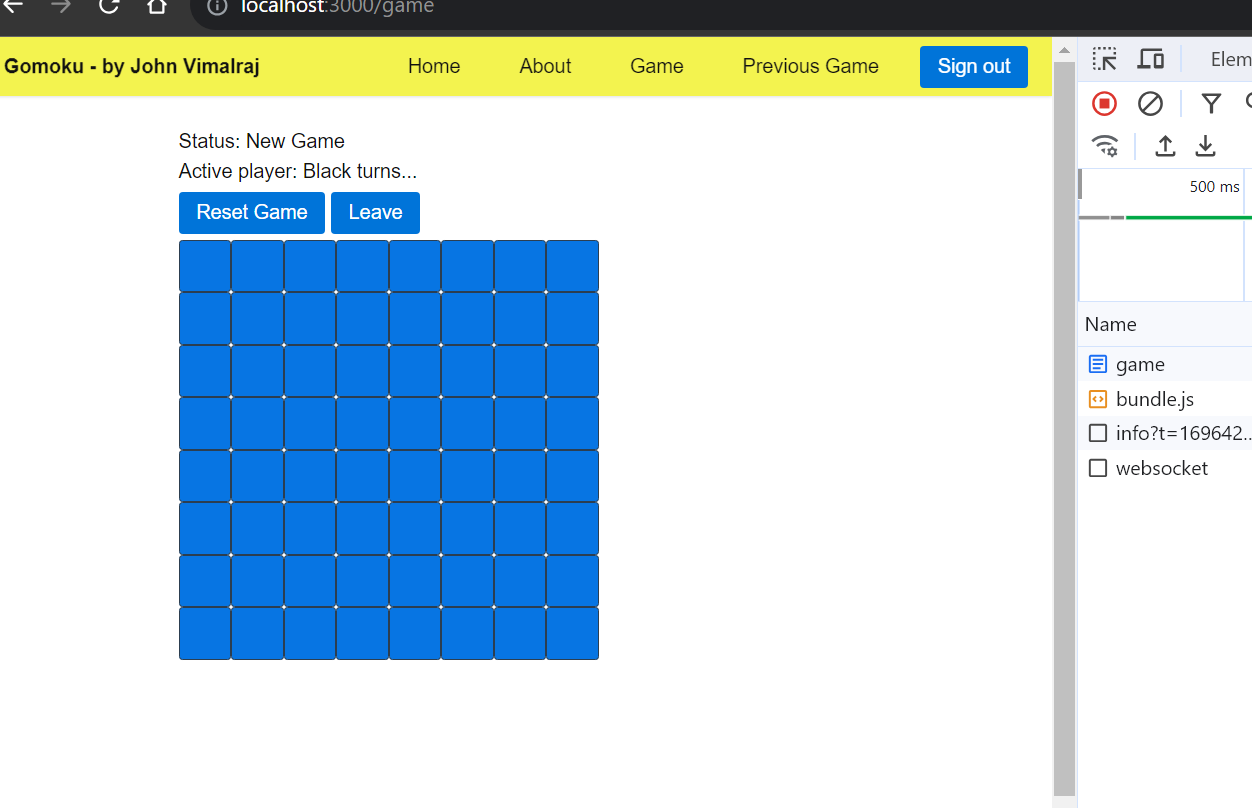 localhost:3000/game
Gomoku - by John Vimalraj Home About Game Previous Game Sign out
Elem
Status: New Game
Active player: Black turns...
Reset Game Leave
500 ms
Name
game
bundle.js
info?t=169642...
websocket